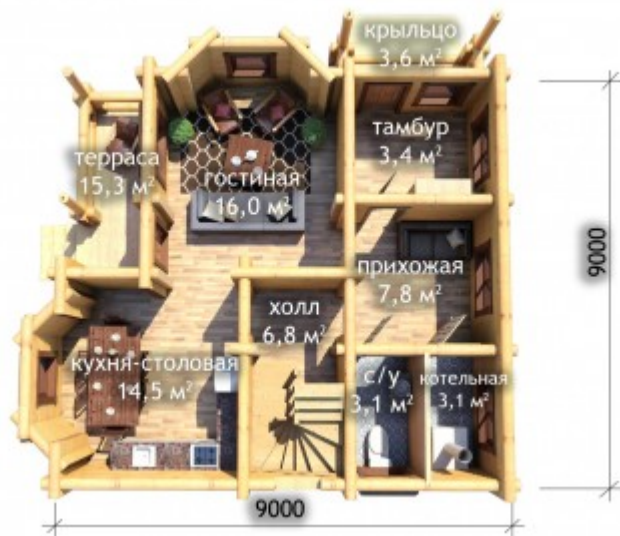 крыльцо
3,6 м²
тамбур
3,4 м²
терраса
15,3 м²
гостиная
16,0 м²
прихожая
7,8 м²
холл
6,8 м²
кухня-столовая
14,5 м²
с/у
3,1 м²
котельная
3,1 м²
9000
9000